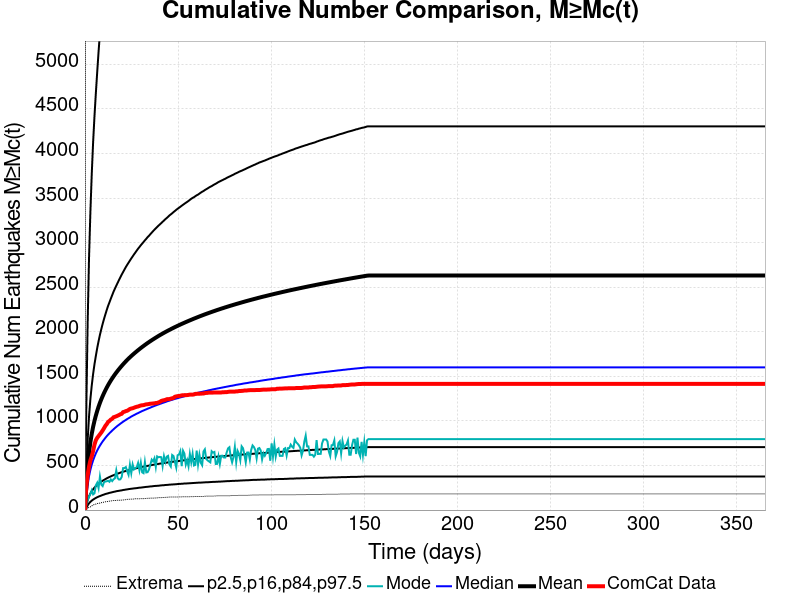 Cumulative Number Comparison, M≥Mc(t)
Cumulative Num Earthquakes M≥Mc(t)
5000
4500
4000
3500
3000
2500
2000
1500
1000
500
0
0 50 100 150 200 250 300 350
Time (days)
Extrema p2.5,p16,p84,p97.5 Mode Median Mean ComCat Data